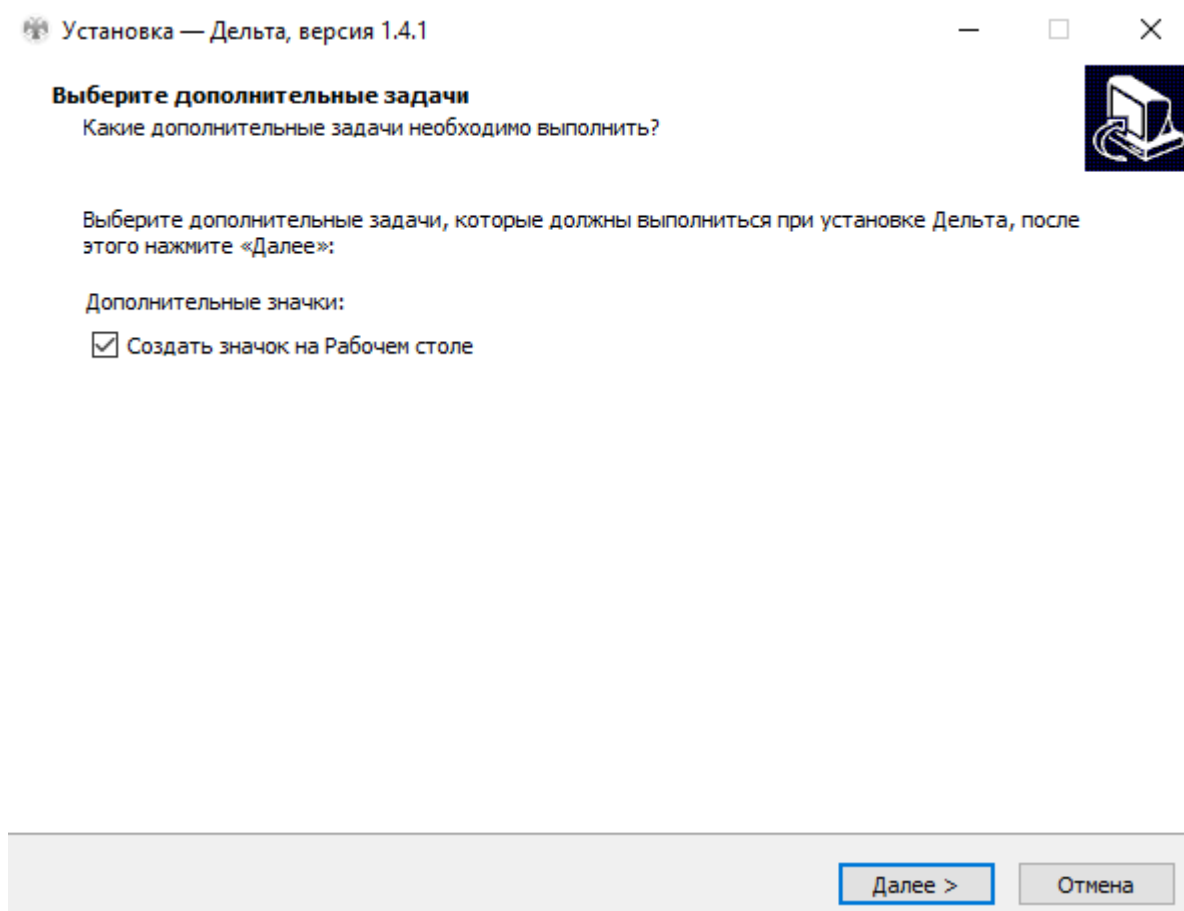 Установка — Дельта, версия 1.4.1
Выберите дополнительные задачи
Какие дополнительные задачи необходимо выполнить?
Выберите дополнительные задачи, которые должны выполниться при установке Дельта, после
этого нажмите «Далее»:
Дополнительные значки:
Создать значок на Рабочем столе
Далее >
Отмена